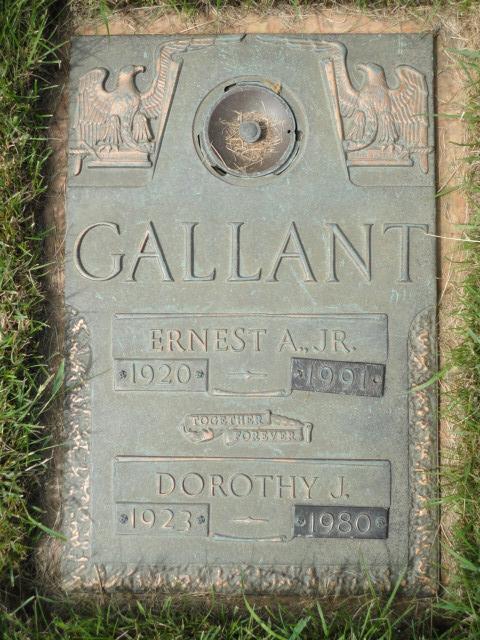 GALLANT
ERNEST A., JR.
1920 1991
TOGETHER
FOREVER
DOROTHY J.
1923 1980